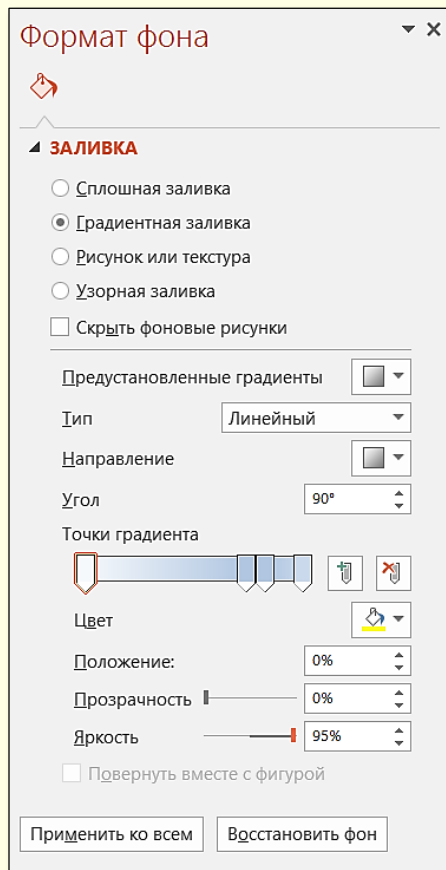 Формат фона
ЗАЛИВКА
Сплошная заливка
Градиентная заливка
Рисунок или текстура
Узорная заливка
Скрыть фоновые рисунки
Предустановленные градиенты
Тип Линейный
Направление
Угол 90°
Точки градиента
Цвет
Положение: 0%
Прозрачность 0%
Яркость 95%
Повернуть вместе с фигурой
Применить ко всем Восстановить фон